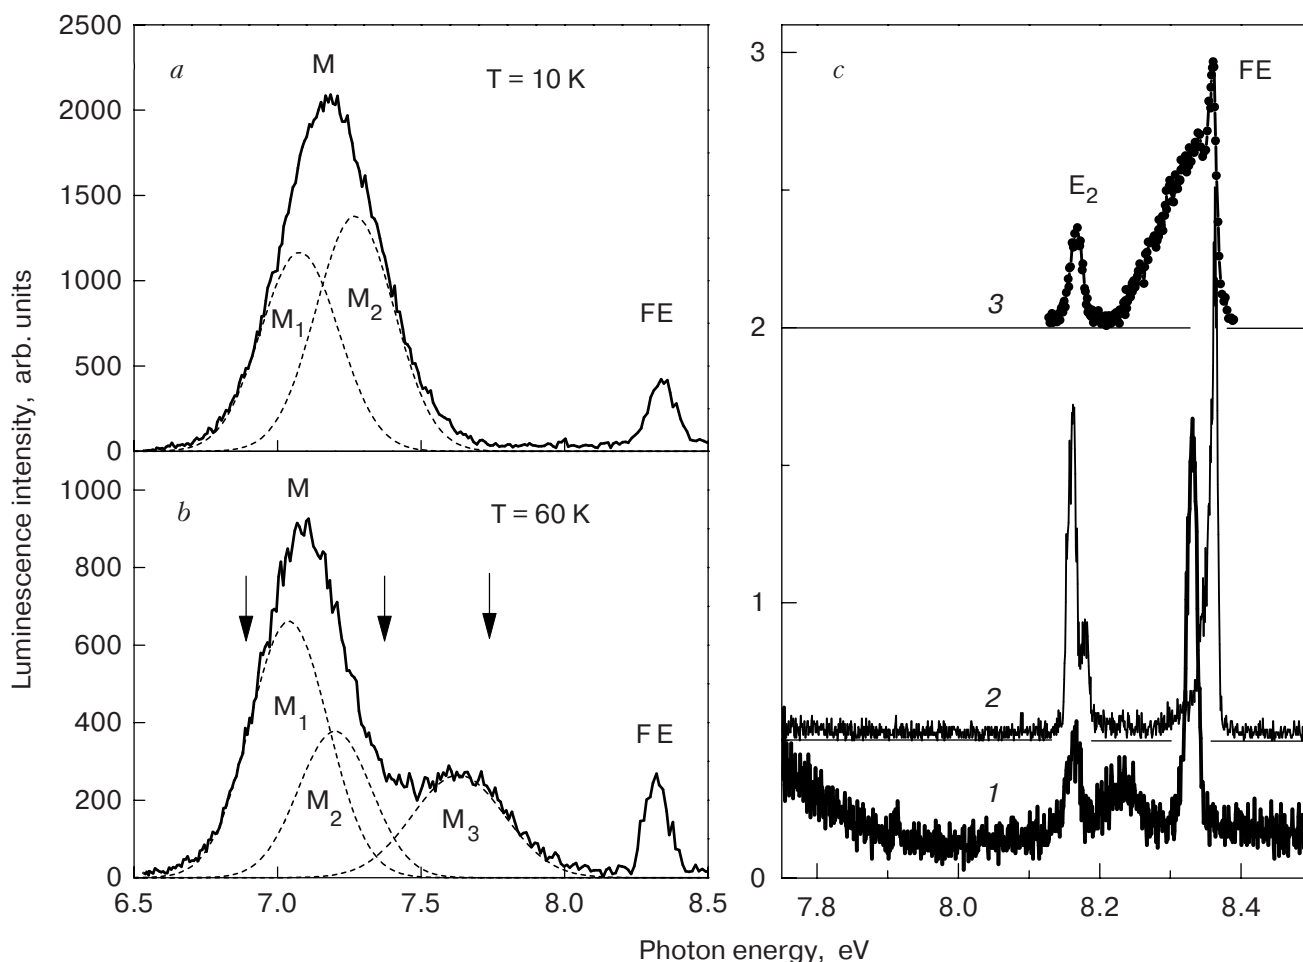 Luminescence intensity, arb. units
2500
2000
1500
1000
500
0
a
M
T = 10 K
M1
M2
FE
1000
800
600
400
200
0
b
M
T = 60 K
M1
M2
M3
FE
6.5 7.0 7.5 8.0 8.5
c
3
2
1
0
FE
E2
3
2
1
7.8 8.0 8.2 8.4
Photon energy, eV